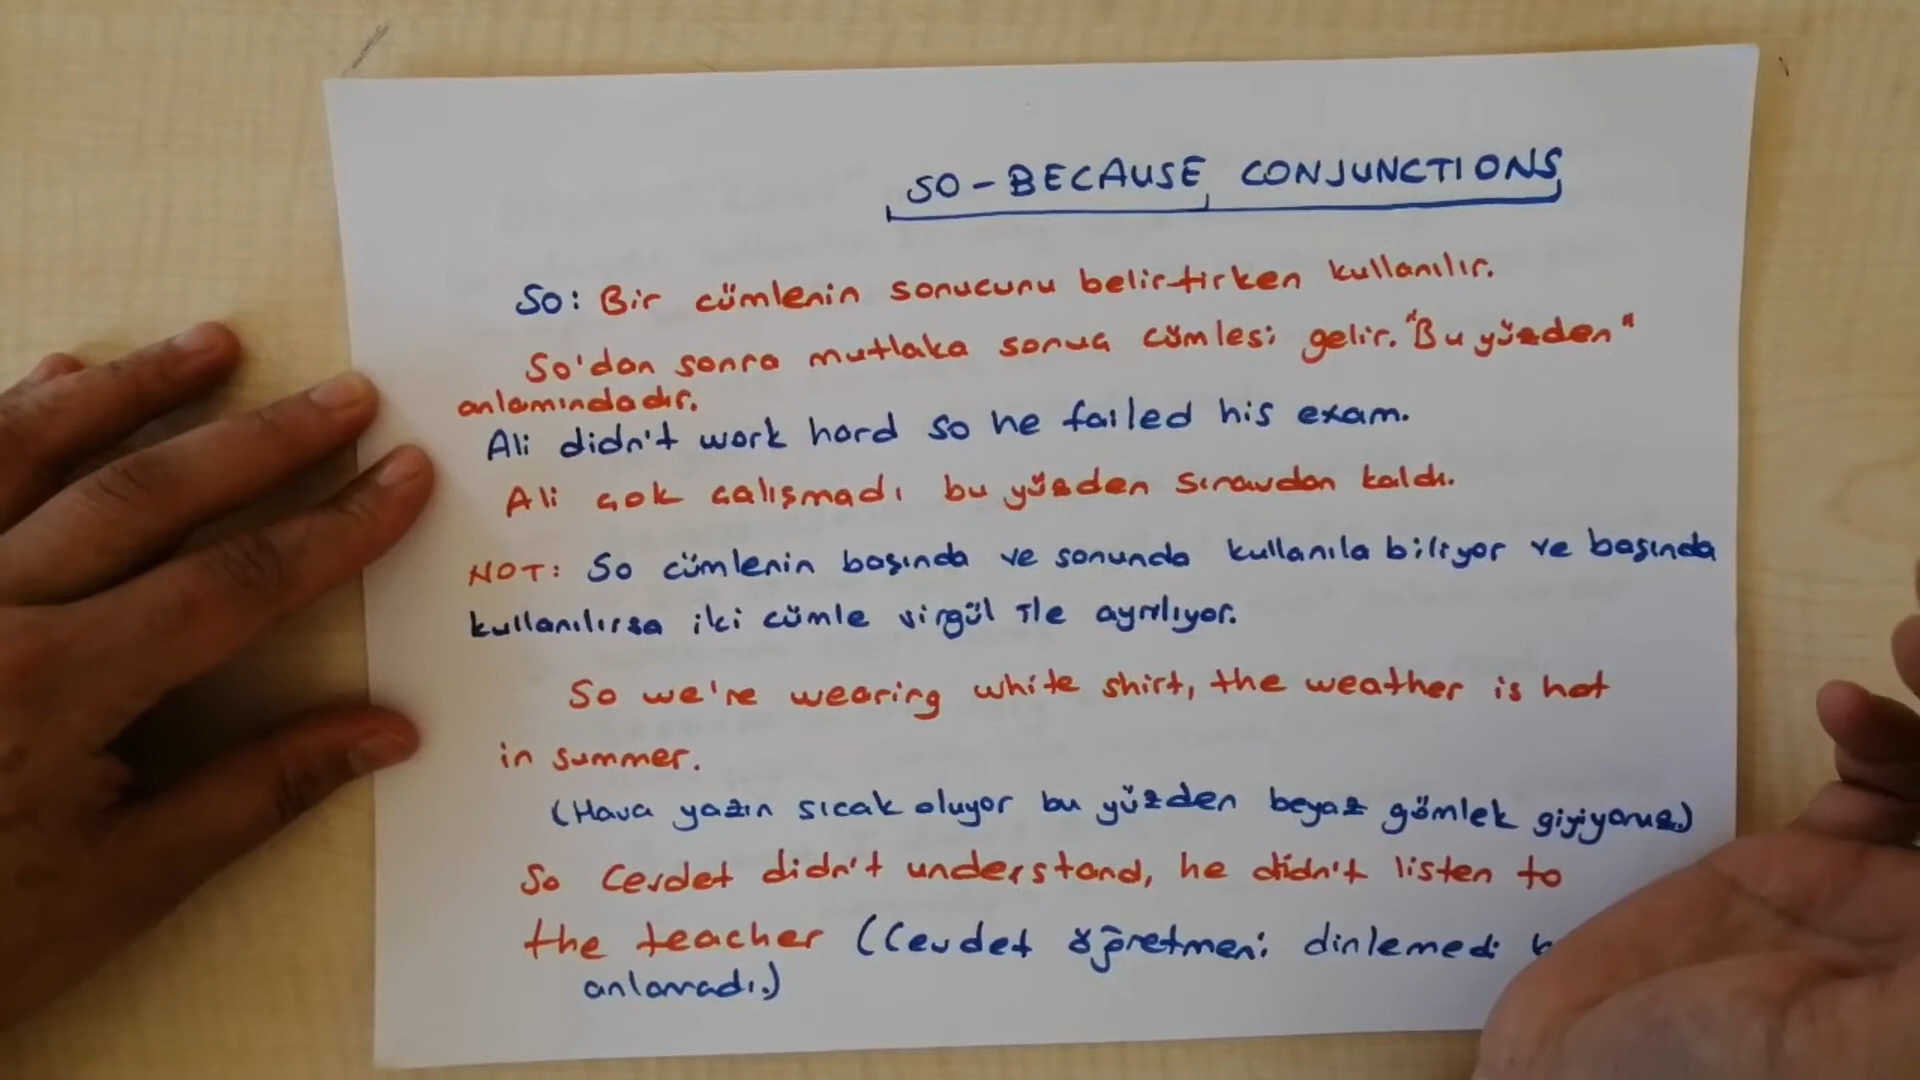 SO - BECAUSE CONJUNCTIONS
So: Bir cümlenin sonucunu belirtirken kullanılır.
So'dan sonra mutlaka sonuç cümlesi gelir. "Bu yüzden"
anlamındadır.
Ali didn't work hard so he failed his exam.
Ali çok çalışmadı bu yüzden sınavdan kaldı.
NOT: So cümlenin başında ve sonunda kullanıla biliyor ve başında
kullanılırsa iki cümle virgül ile ayrılıyor.
So we're wearing white shirt, the weather is hot
in summer.
(Hava yazın sıcak oluyor bu yüzden beyaz gömlek giyiyoruz.)
So Cevdet didn't understand, he didn't listen to
the teacher (Cevdet öğretmeni dinlemedi
anlamadı.)